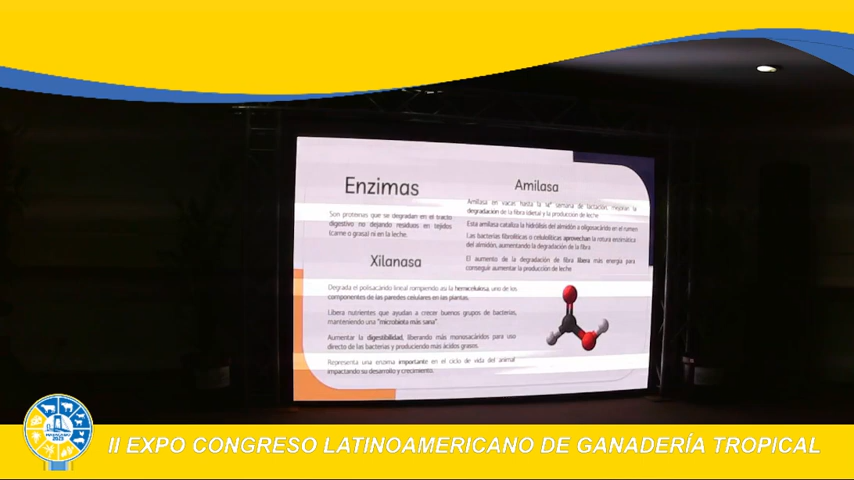 Enzimas
Son proteínas que se degradan en el tracto
digestivo no dejando residuos en tejidos
(carne o grasa) ni en la leche.
Xilanasa
Degrada el polisacárido lineal rompiendo así la hemicelulosa, uno de los
componentes de las paredes celulares en las plantas.
Libera nutrientes que ayudan a crecer buenos grupos de bacterias,
manteniendo una "microbiota más sana".
Aumentar la digestibilidad, liberando más monosacáridos para uso
directo de las bacterias y produciendo más ácidos grasos.
Representa una enzima importante en el ciclo de vida del animal
impactando su desarrollo y crecimiento.
Amilasa
Amilasa en vacas hasta la semana de lactación, mejoran la
degradación de la fibra (dieta) y la producción de leche
Esta amilasa cataliza la hidrólisis del almidón a oligosacárido en el rumen
Las bacterias fibrolíticas o celulolíticas aprovechan la rotura enzimática
del almidón, aumentando la degradación de la fibra
El aumento de la degradación de fibra libera más energía para
conseguir aumentar la producción de leche
2023
II EXPO CONGRESO LATINOAMERICANO DE GANADERÍA TROPICAL